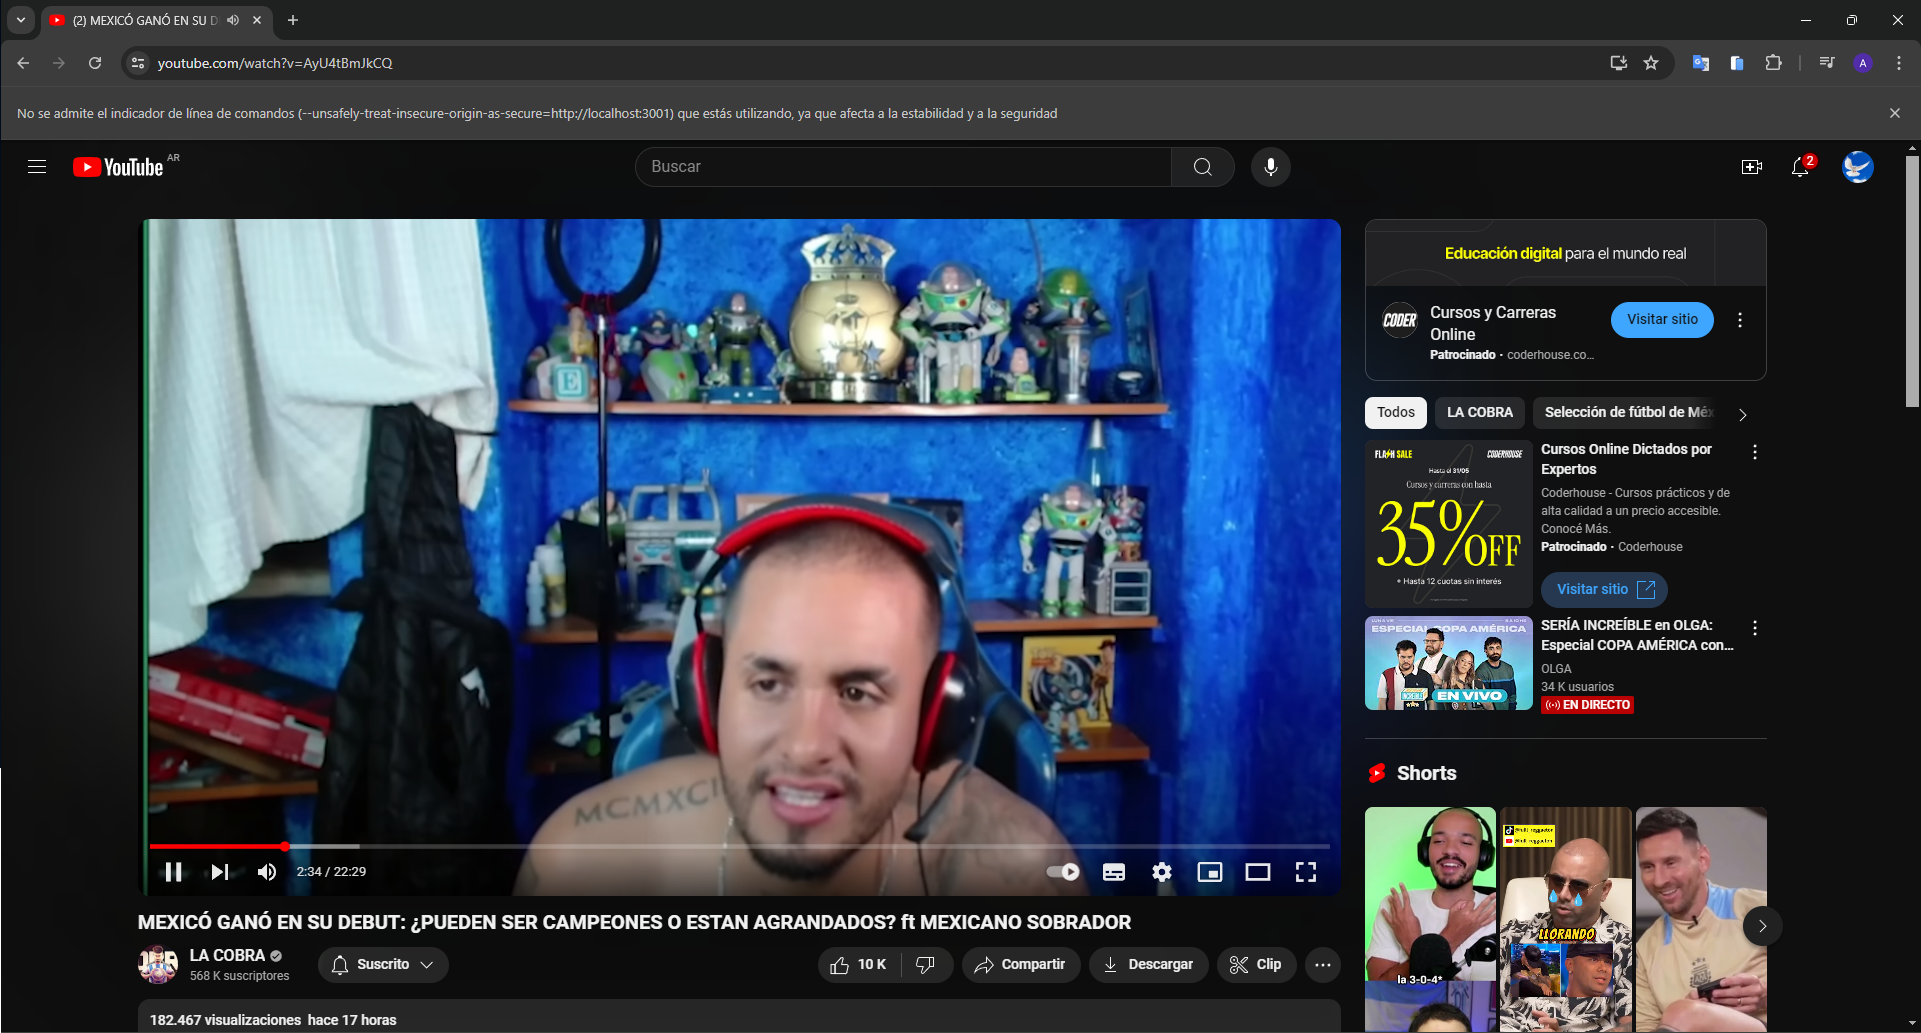 (2) MEXICÓ GANÓ EN SU D
youtube.com/watch?v=AyU4tBmJkCQ
A
No se admite el indicador de línea de comandos (--unsafely-treat-insecure-origin-as-secure=http://localhost:3001) que estás utilizando, ya que afecta a la estabilidad y a la seguridad
YouTube AR
Buscar
2
E
MCMXCI
2:34 / 22:29
MEXICÓ GANÓ EN SU DEBUT: ¿PUEDEN SER CAMPEONES O ESTAN AGRANDADOS? ft MEXICANO SOBRADOR
LA COBRA
568 K suscriptores
Suscrito
10 K
Compartir
Descargar
Clip
182.467 visualizaciones hace 17 horas
Educación digital para el mundo real
CODER
Cursos y Carreras
Online
Patrocinado · coderhouse.co...
Visitar sitio
Todos
LA COBRA
Selección de fútbol de Méx
FLASH SALE
CODERHOUSE
Hasta el 31/05
Cursos y carreras con hasta
35% OFF
+ Hasta 12 cuotas sin interés
Cursos Online Dictados por
Expertos
Coderhouse - Cursos prácticos y de
alta calidad a un precio accesible.
Conocé Más.
Patrocinado · Coderhouse
Visitar sitio
ESPECIAL COPA AMÉRICA
EN VIVO
SERÍA INCREÍBLE en OLGA:
Especial COPA AMÉRICA con...
OLGA
34 K usuarios
EN DIRECTO
Shorts
la 3-0-4*
LLORANDO